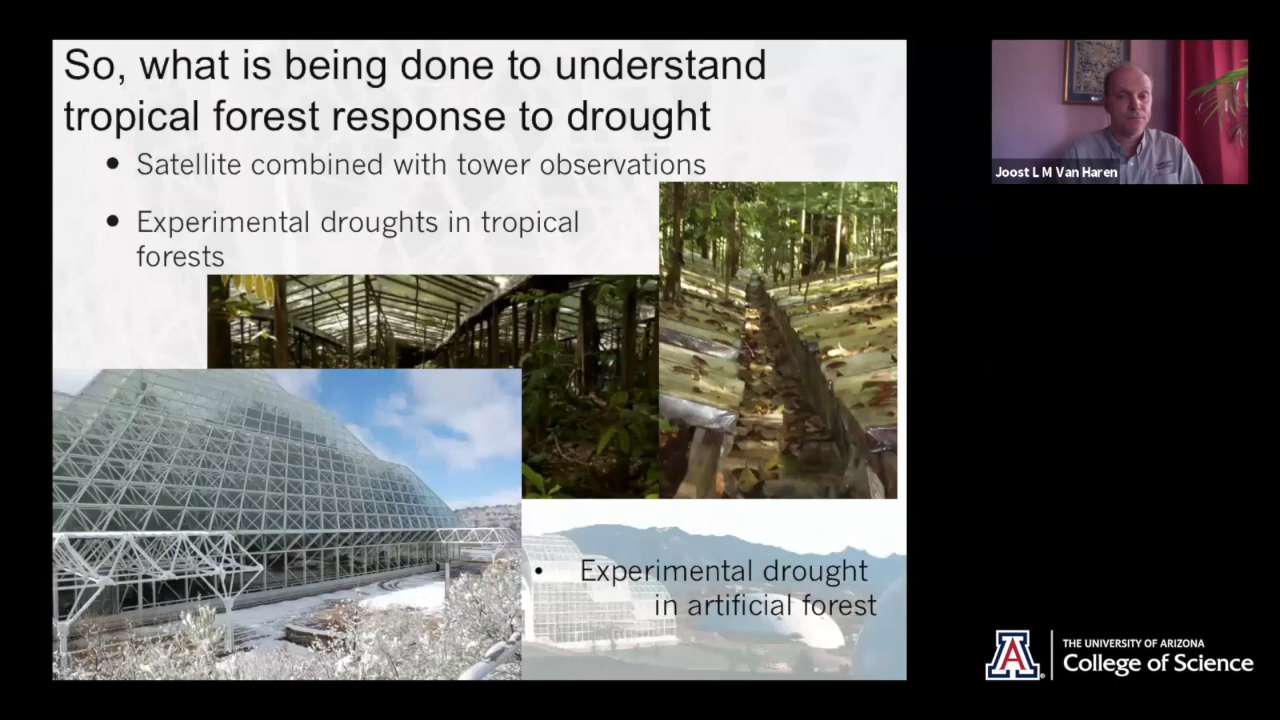 So, what is being done to understand
tropical forest response to drought
• Satellite combined with tower observations
• Experimental droughts in tropical
forests
• Experimental drought
in artificial forest
Joost L M Van Haren
A
THE UNIVERSITY OF ARIZONA
College of Science